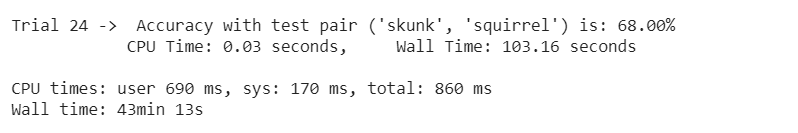 Trial 24 ->  Accuracy with test pair ('skunk', 'squirrel') is: 68.00%
CPU Time: 0.03 seconds,     Wall Time: 103.16 seconds
CPU times: user 690 ms, sys: 170 ms, total: 860 ms
Wall time: 43min 13s